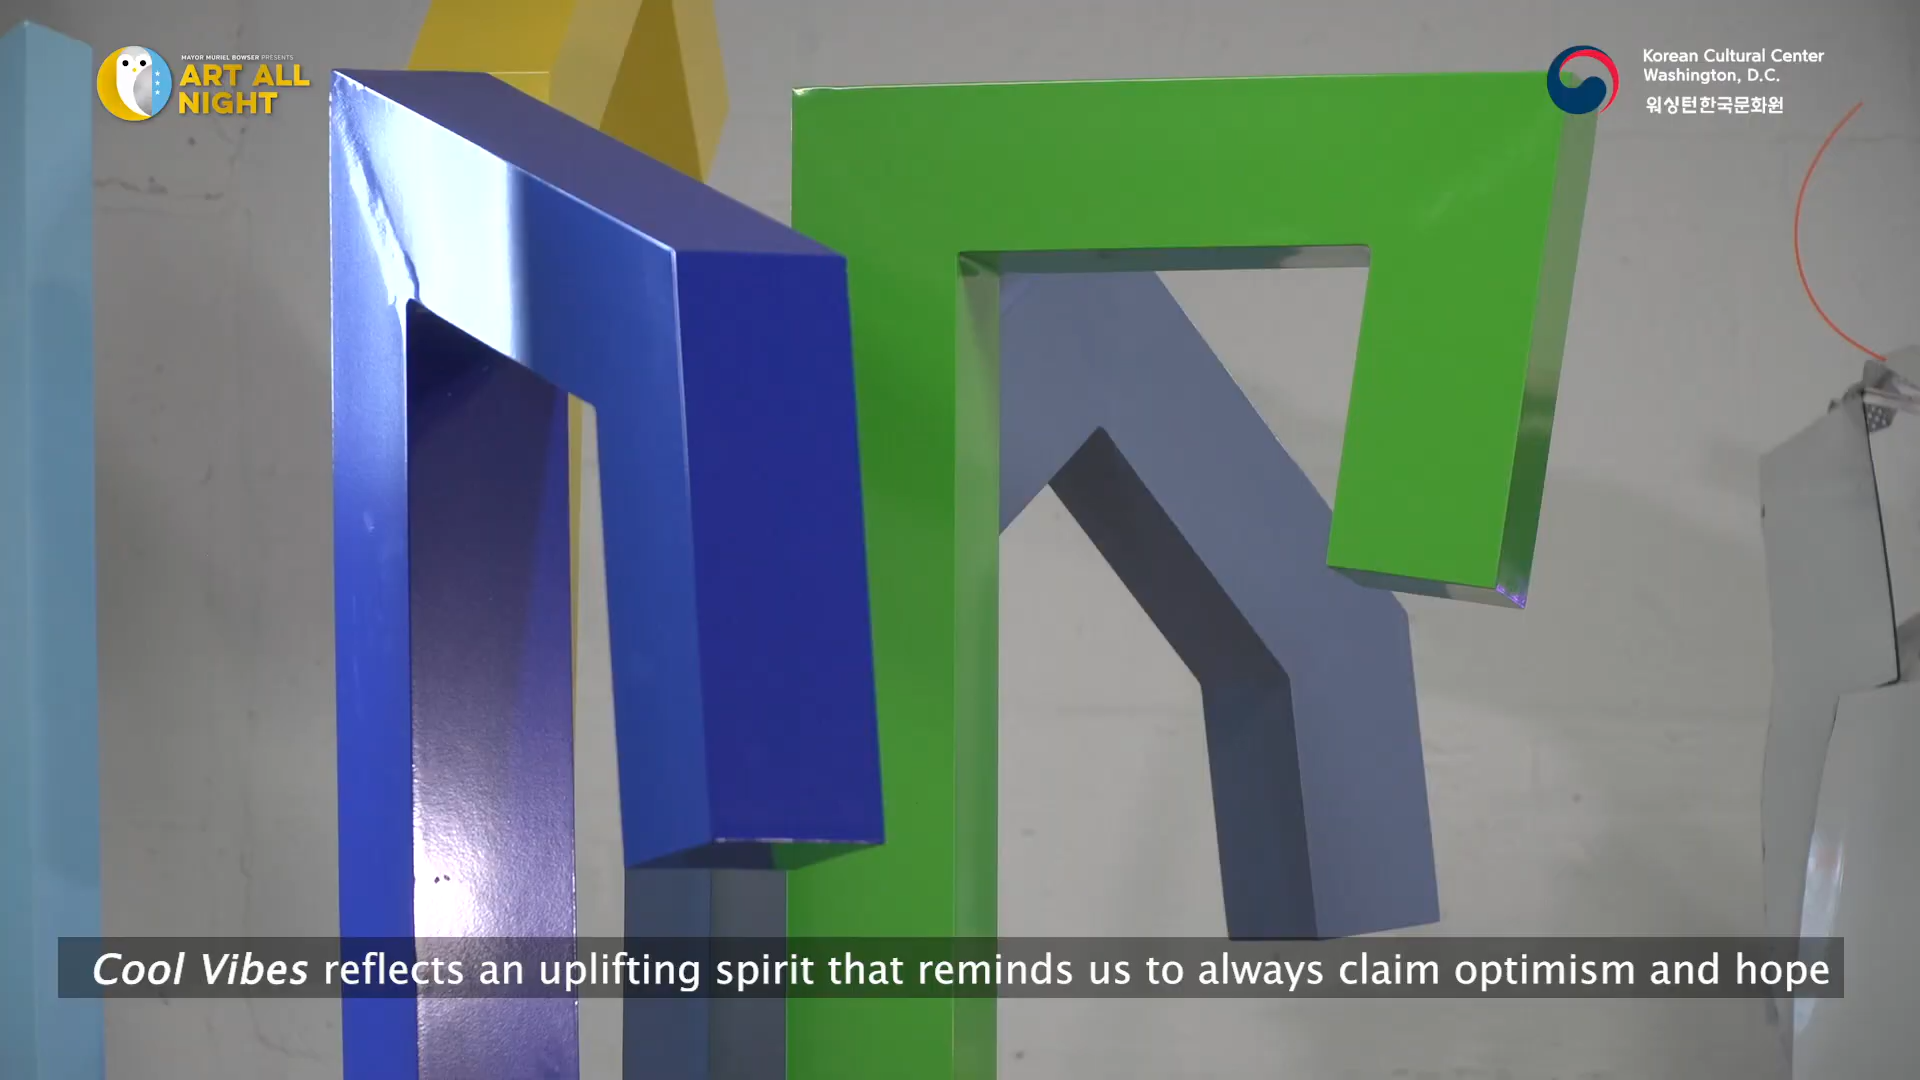 MAYOR MURIEL BOWSER PRESENTS
ART ALL
NIGHT
Korean Cultural Center
Washington, D.C.
워싱턴한국문화원
Cool Vibes reflects an uplifting spirit that reminds us to always claim optimism and hope